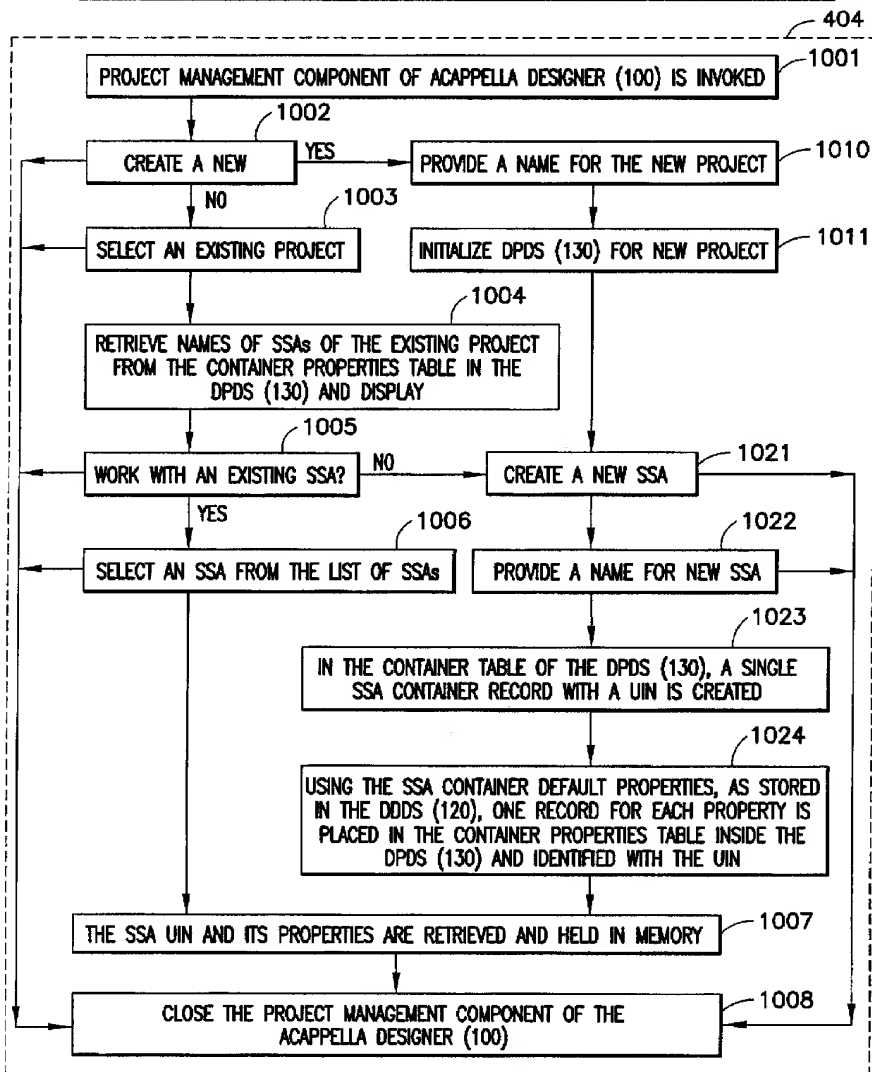 404
PROJECT MANAGEMENT COMPONENT OF ACAPPELLA DESIGNER (100) IS INVOKED
1001
1002
CREATE A NEW
YES
PROVIDE A NAME FOR THE NEW PROJECT
1010
NO
1003
SELECT AN EXISTING PROJECT
INITIALIZE DPDS (130) FOR NEW PROJECT
1011
1004
RETRIEVE NAMES OF SSAs OF THE EXISTING PROJECT
FROM THE CONTAINER PROPERTIES TABLE IN THE
DPDS (130) AND DISPLAY
1005
WORK WITH AN EXISTING SSA?
NO
CREATE A NEW SSA
1021
YES
1006
SELECT AN SSA FROM THE LIST OF SSAs
1022
PROVIDE A NAME FOR NEW SSA
1023
IN THE CONTAINER TABLE OF THE DPDS (130), A SINGLE
SSA CONTAINER RECORD WITH A UIN IS CREATED
1024
USING THE SSA CONTAINER DEFAULT PROPERTIES, AS STORED
IN THE DDDS (120), ONE RECORD FOR EACH PROPERTY IS
PLACED IN THE CONTAINER PROPERTIES TABLE INSIDE THE
DPDS (130) AND IDENTIFIED WITH THE UIN
THE SSA UIN AND ITS PROPERTIES ARE RETRIEVED AND HELD IN MEMORY
1007
CLOSE THE PROJECT MANAGEMENT COMPONENT OF THE
ACAPPELLA DESIGNER (100)
1008